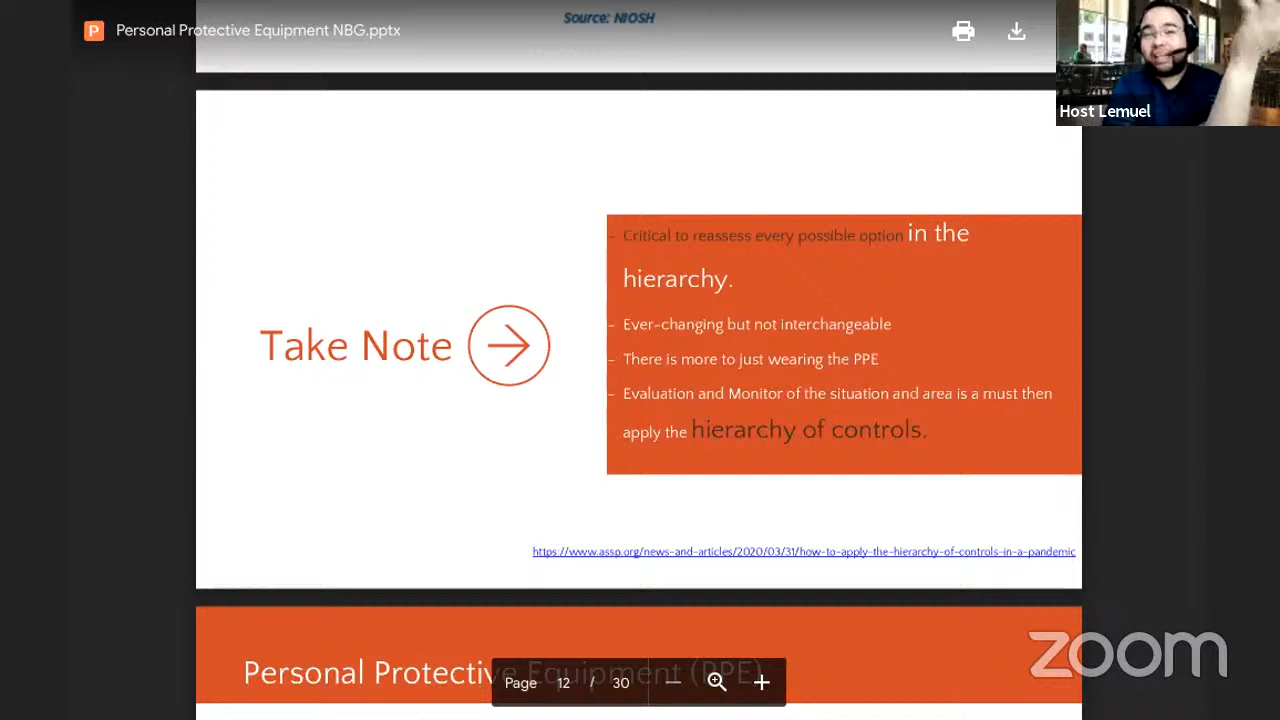 Source: NIOSH
P Personal Protective Equipment NBG.pptx
Host Lemuel
- Critical to reassess every possible option in the
hierarchy.
- Ever-changing but not interchangeable
- There is more to just wearing the PPE
- Evaluation and Monitor of the situation and area is a must then
apply the hierarchy of controls.
Take Note
https://www.assp.org/news-and-articles/2020/03/31/how-to-apply-the-hierarchy-of-controls-in-a-pandemic
Personal Protective Equipment (PPE)
Page 12 / 30
zoom